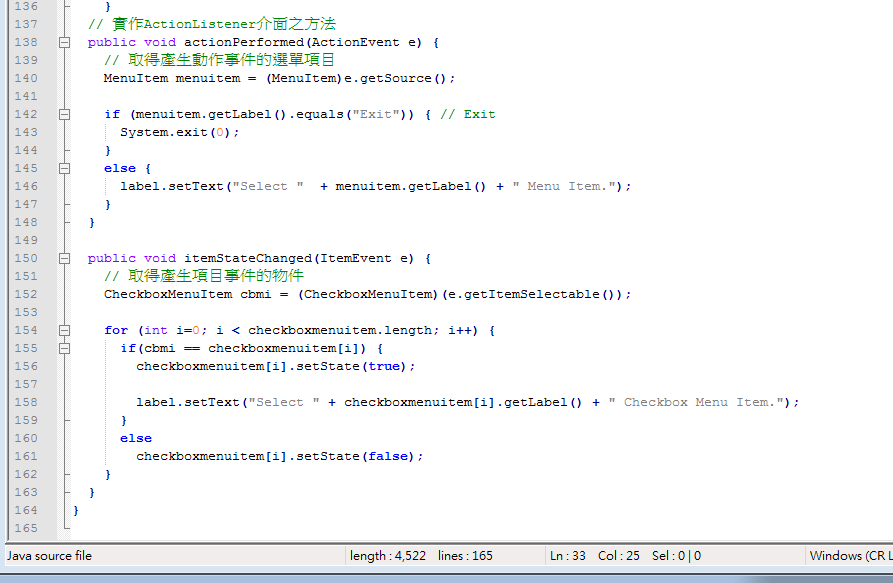 136 }
137 // 實作ActionListener介面之方法
138 public void actionPerformed(ActionEvent e) {
139 // 取得產生動作事件的選單項目
140 MenuItem menuitem = (MenuItem)e.getSource();
141
142 if (menuitem.getLabel().equals("Exit")) { // Exit
143 System.exit(0);
144 }
145 else {
146 label.setText("Select "  + menuitem.getLabel() + " Menu Item.");
147 }
148 }
149
150 public void itemStateChanged(ItemEvent e) {
151 // 取得產生項目事件的物件
152 CheckboxMenuItem cbmi = (CheckboxMenuItem)(e.getItemSelectable());
153
154 for (int i=0; i < checkboxmenuitem.length; i++) {
155 if(cbmi == checkboxmenuitem[i]) {
156 checkboxmenuitem[i].setState(true);
157
158 label.setText("Select " + checkboxmenuitem[i].getLabel() + " Checkbox Menu Item.");
159 }
160 else
161 checkboxmenuitem[i].setState(false);
162 }
163 }
164 }
165
Java source file length : 4,522 lines : 165 Ln : 33 Col : 25 Sel : 0 | 0 Windows (CR L